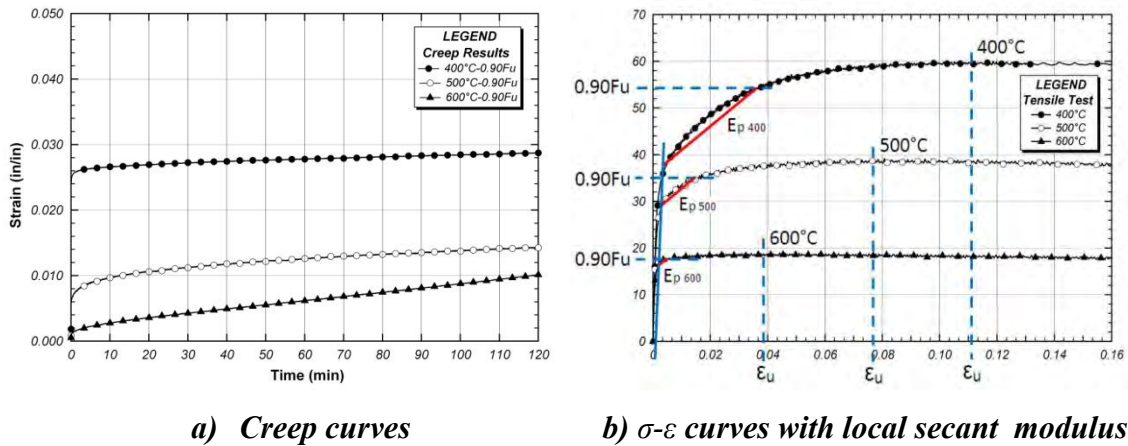 0.050
0.040
0.030
0.020
0.010
0.000
Strain (in/in)
0 10 20 30 40 50 60 70 80 90 100 110 120
Time (min)
LEGEND
Creep Results
400°C-0.90Fu
500°C-0.90Fu
600°C-0.90Fu
a) Creep curves
70
60
50
40
30
20
10
0
0.90Fu
0.90Fu
0.90Fu
400°C
500°C
600°C
Ep 400
Ep 500
Ep 600
LEGEND
Tensile Test
400°C
500°C
600°C
0 0.02 0.04 0.06 0.08 0.10 0.12 0.14 0.16
εu εu εu
b) σ-ε curves with local secant modulus